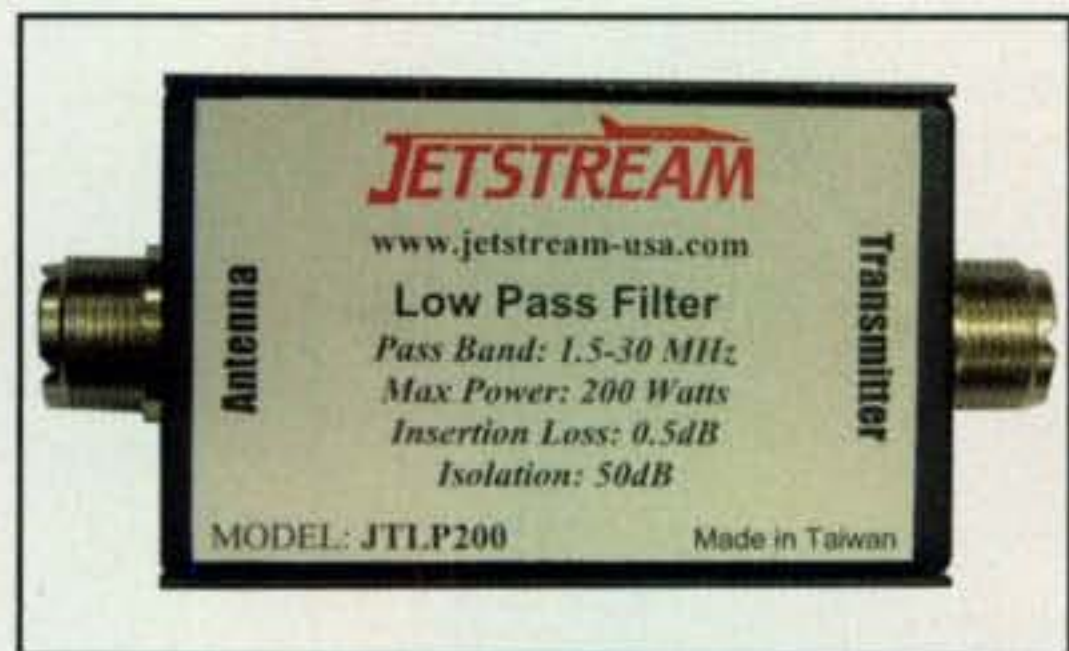 JETSTREAM
www.jetstream-usa.com
Low Pass Filter
Pass Band: 1.5-30 MHz
Max Power: 200 Watts
Insertion Loss: 0.5dB
Isolation: 50dB
MODEL: JTLP200
Made in Taiwan
Antenna
Transmitter